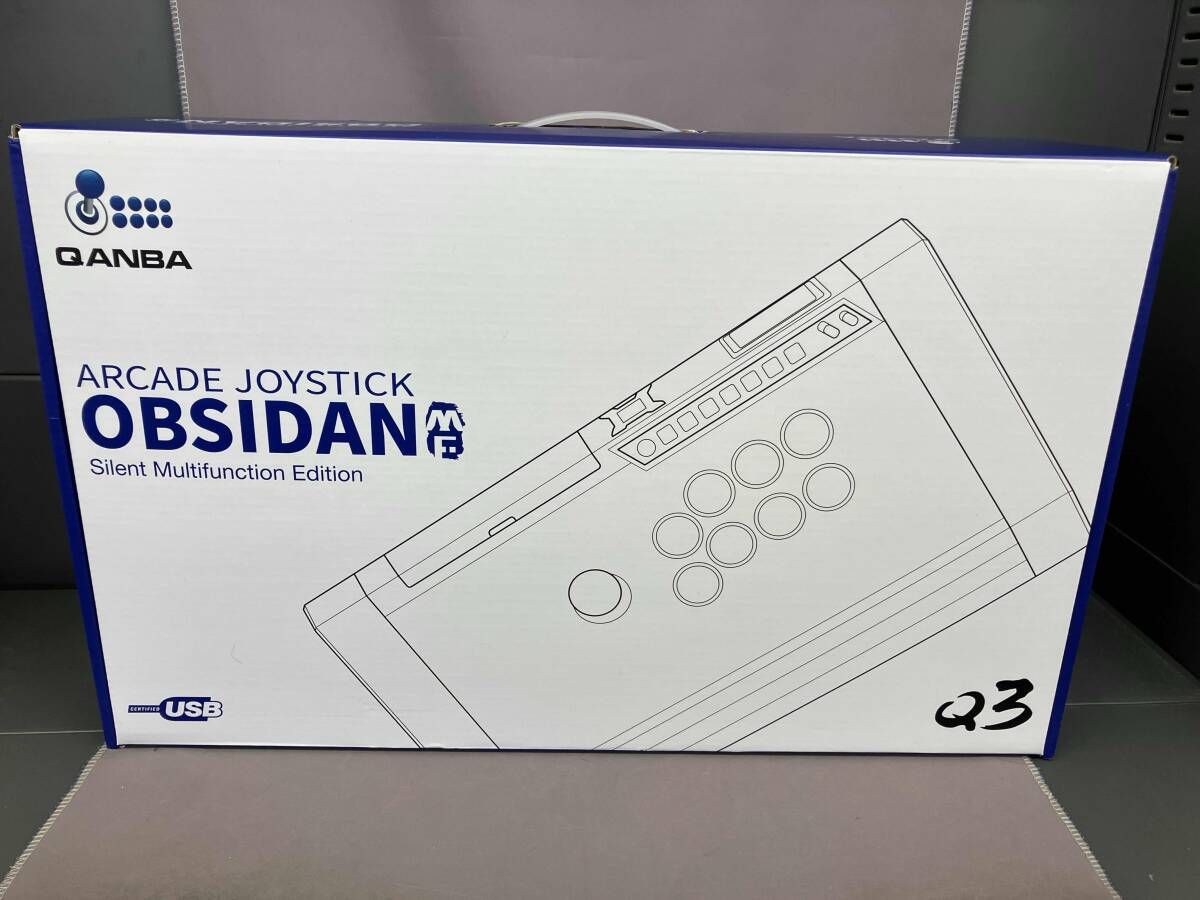 QANBA
ARCADE JOYSTICK
OBSIDAN
Silent Multifunction Edition
CERTIFIED USB
Q3